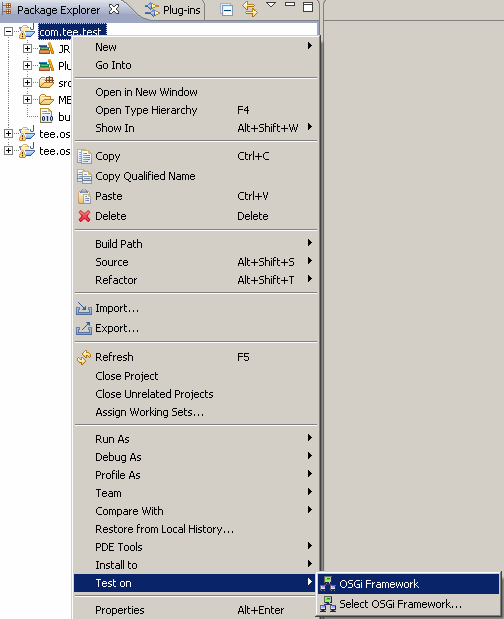 Package Explorer Plug-ins
com.tee.test
JR
Plu
src
ME
bu
tee.os
tee.os
New
Go Into
Open in New Window
Open Type Hierarchy F4
Show In Alt+Shift+W
Copy Ctrl+C
Copy Qualified Name
Paste Ctrl+V
Delete Delete
Build Path
Source Alt+Shift+S
Refactor Alt+Shift+T
Import...
Export...
Refresh F5
Close Project
Close Unrelated Projects
Assign Working Sets...
Run As
Debug As
Profile As
Team
Compare With
Restore from Local History...
PDE Tools
Install to
Test on
OSGi Framework
Select OSGi Framework...
Properties Alt+Enter